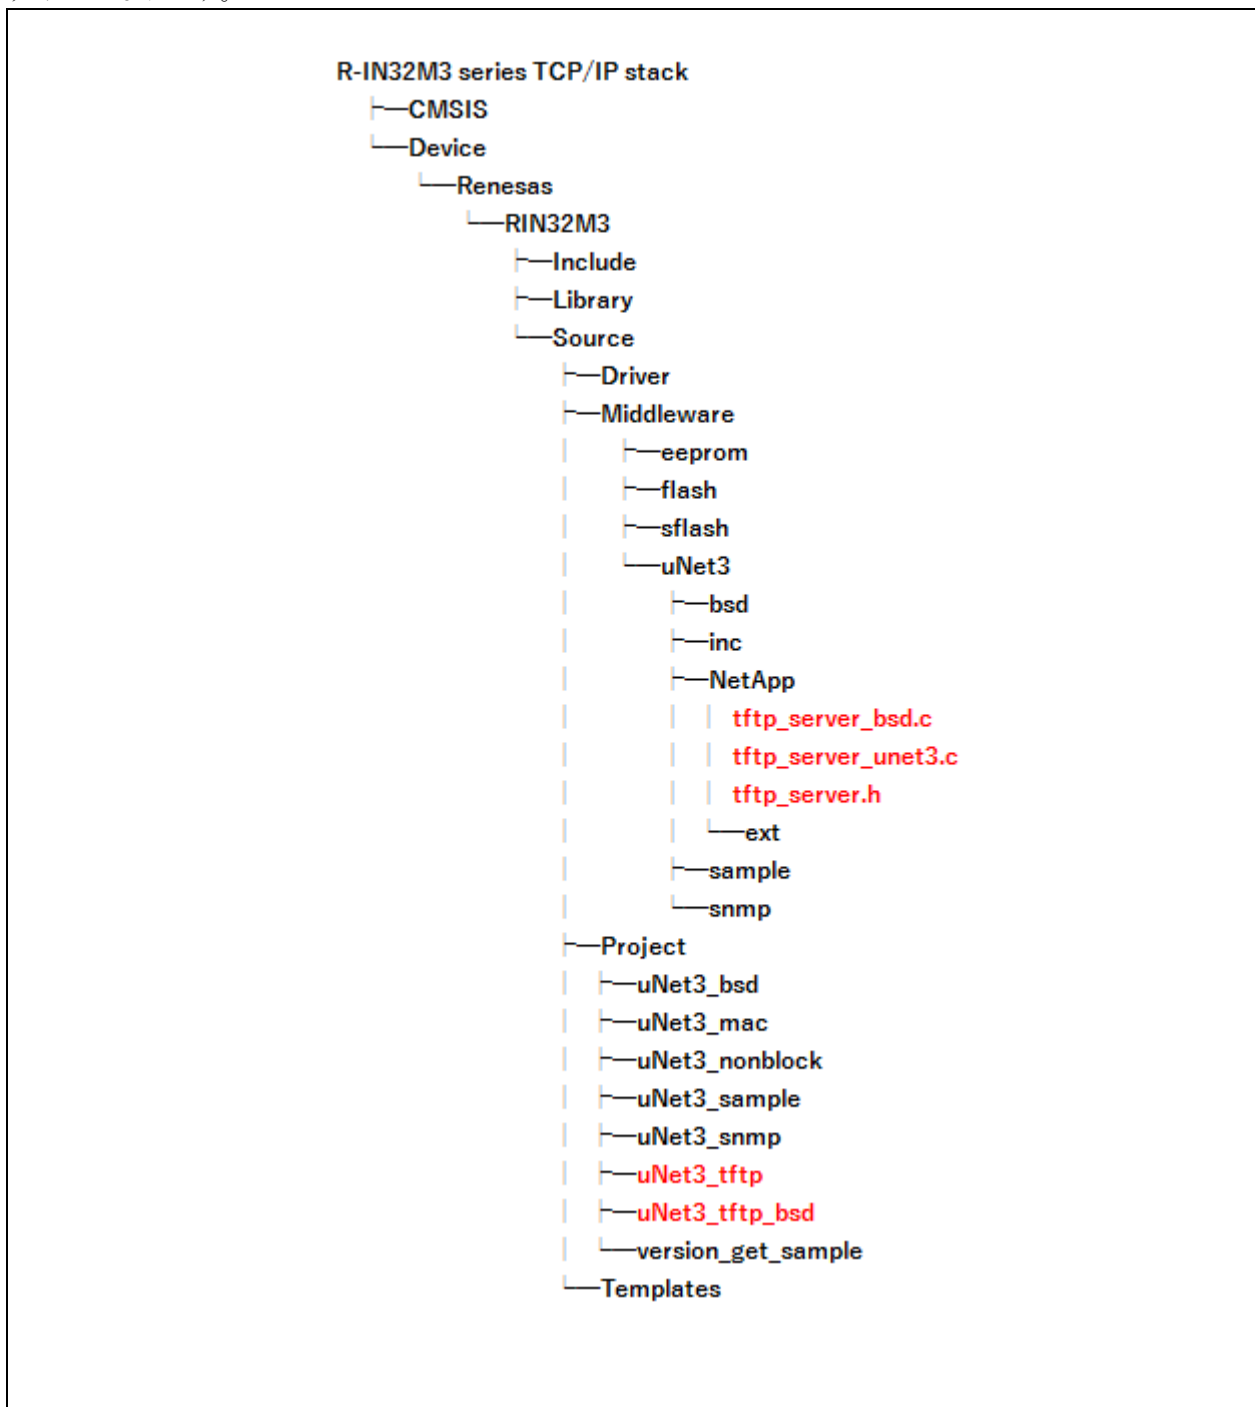 R-IN32M3 series TCP/IP stack
├──CMSIS
└──Device
└──Renesas
└──RIN32M3
├──Include
├──Library
└──Source
├──Driver
├──Middleware
│ ├──eeprom
│ ├──flash
│ ├──sflash
│ └──uNet3
│ ├──bsd
│ ├──inc
│ ├──NetApp
│ │ │ tftp_server_bsd.c
│ │ │ tftp_server_unet3.c
│ │ │ tftp_server.h
│ │ └──ext
│ ├──sample
│ └──snmp
├──Project
│ ├──uNet3_bsd
│ ├──uNet3_mac
│ ├──uNet3_nonblock
│ ├──uNet3_sample
│ ├──uNet3_snmp
│ ├──uNet3_tftp
│ ├──uNet3_tftp_bsd
│ └──version_get_sample
└──Templates